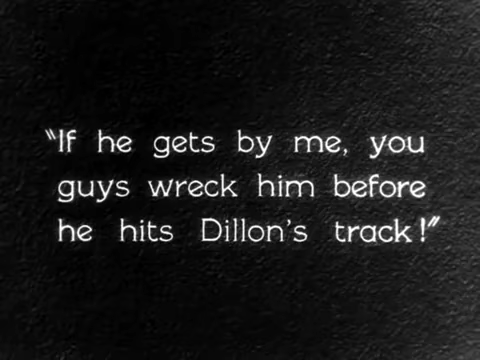 "If he gets by me, you
guys wreck him before
he hits Dillon's track!"